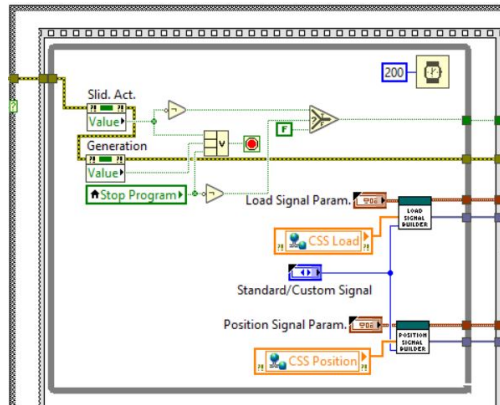 200
Slid. Act.
Value
Generation
Value
V
F
Stop Program
Load Signal Param.
LOAD
SIGNAL
BUILDER
CSS Load
Standard/Custom Signal
Position Signal Param.
POSITION
SIGNAL
BUILDER
CSS Position